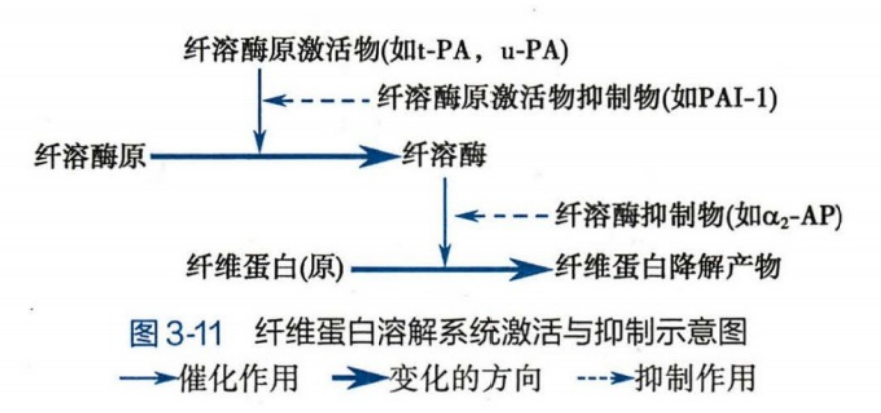 纤溶酶原激活物(如t-PA，u-PA)
纤溶酶原激活物抑制物(如PAI-1)
纤溶酶原 纤溶酶
纤溶酶抑制物(如α₂-AP)
纤维蛋白(原) 纤维蛋白降解产物
图 3-11 纤维蛋白溶解系统激活与抑制示意图
催化作用 变化的方向 抑制作用